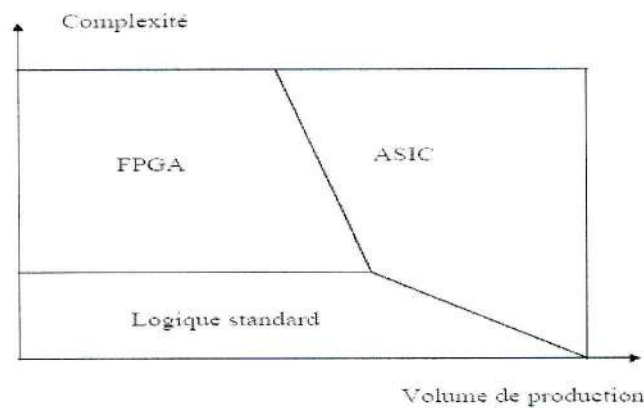 Complexité
FPGA
ASIC
Logique standard
Volume de production